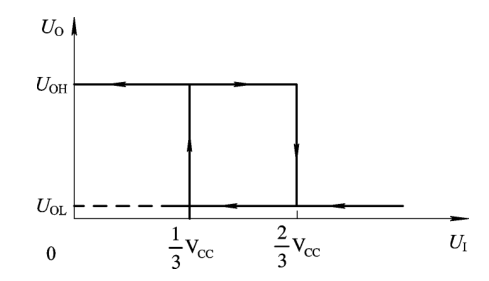 U_O
U_OH
U_OL
0
1/3 V_CC
2/3 V_CC
U_I